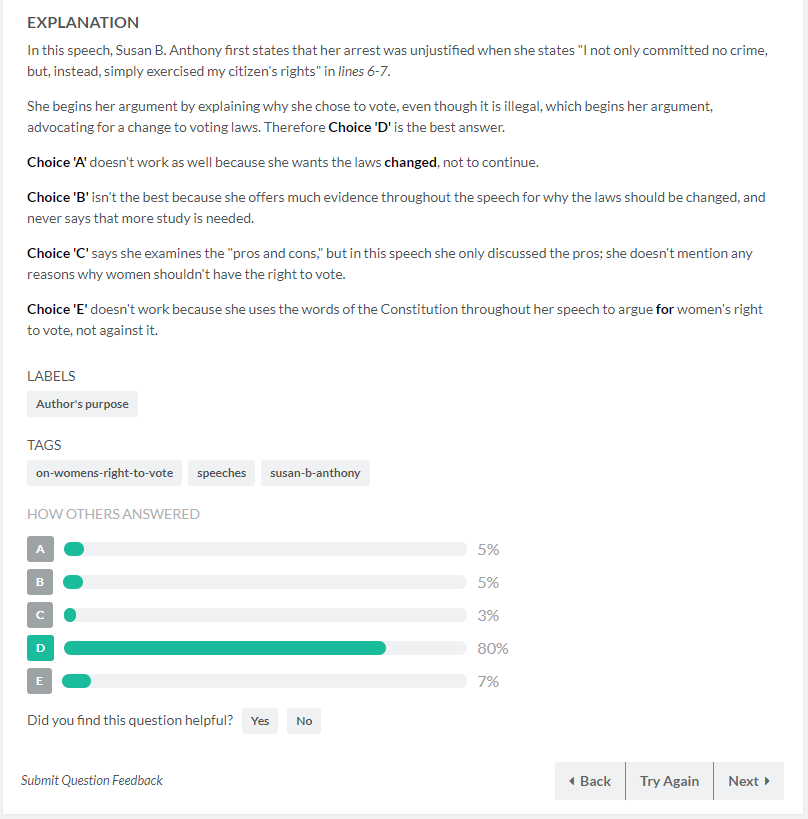 EXPLANATION
In this speech, Susan B. Anthony first states that her arrest was unjustified when she states "I not only committed no crime,
but, instead, simply exercised my citizen's rights" in lines 6-7.
She begins her argument by explaining why she chose to vote, even though it is illegal, which begins her argument,
advocating for a change to voting laws. Therefore Choice 'D' is the best answer.
Choice 'A' doesn't work as well because she wants the laws changed, not to continue.
Choice 'B' isn't the best because she offers much evidence throughout the speech for why the laws should be changed, and
never says that more study is needed.
Choice 'C' says she examines the "pros and cons," but in this speech she only discussed the pros; she doesn't mention any
reasons why women shouldn't have the right to vote.
Choice 'E' doesn't work because she uses the words of the Constitution throughout her speech to argue for women's right
to vote, not against it.
LABELS
Author's purpose
TAGS
on-womens-right-to-vote speeches susan-b-anthony
HOW OTHERS ANSWERED
A 5%
B 5%
C 3%
D 80%
E 7%
Did you find this question helpful? Yes No
Submit Question Feedback Back Try Again Next